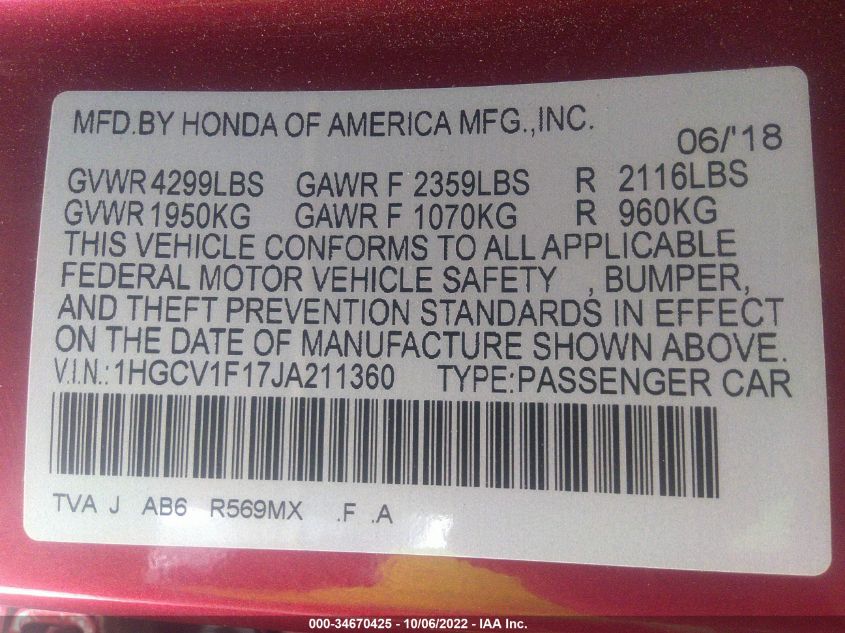 MFD.BY HONDA OF AMERICA MFG.,INC.
06/'18
GVWR 4299LBS GAWR F 2359LBS R 2116LBS
GVWR 1950KG GAWR F 1070KG R 960KG
THIS VEHICLE CONFORMS TO ALL APPLICABLE
FEDERAL MOTOR VEHICLE SAFETY , BUMPER,
AND THEFT PREVENTION STANDARDS IN EFFECT
ON THE DATE OF MANUFACTURE SHOWN ABOVE.
V.I.N.: 1HGCV1F17JA211360 TYPE:PASSENGER CAR
TVA J AB6 R569MX .F .A
000-34670425 - 10/06/2022 - IAA Inc.